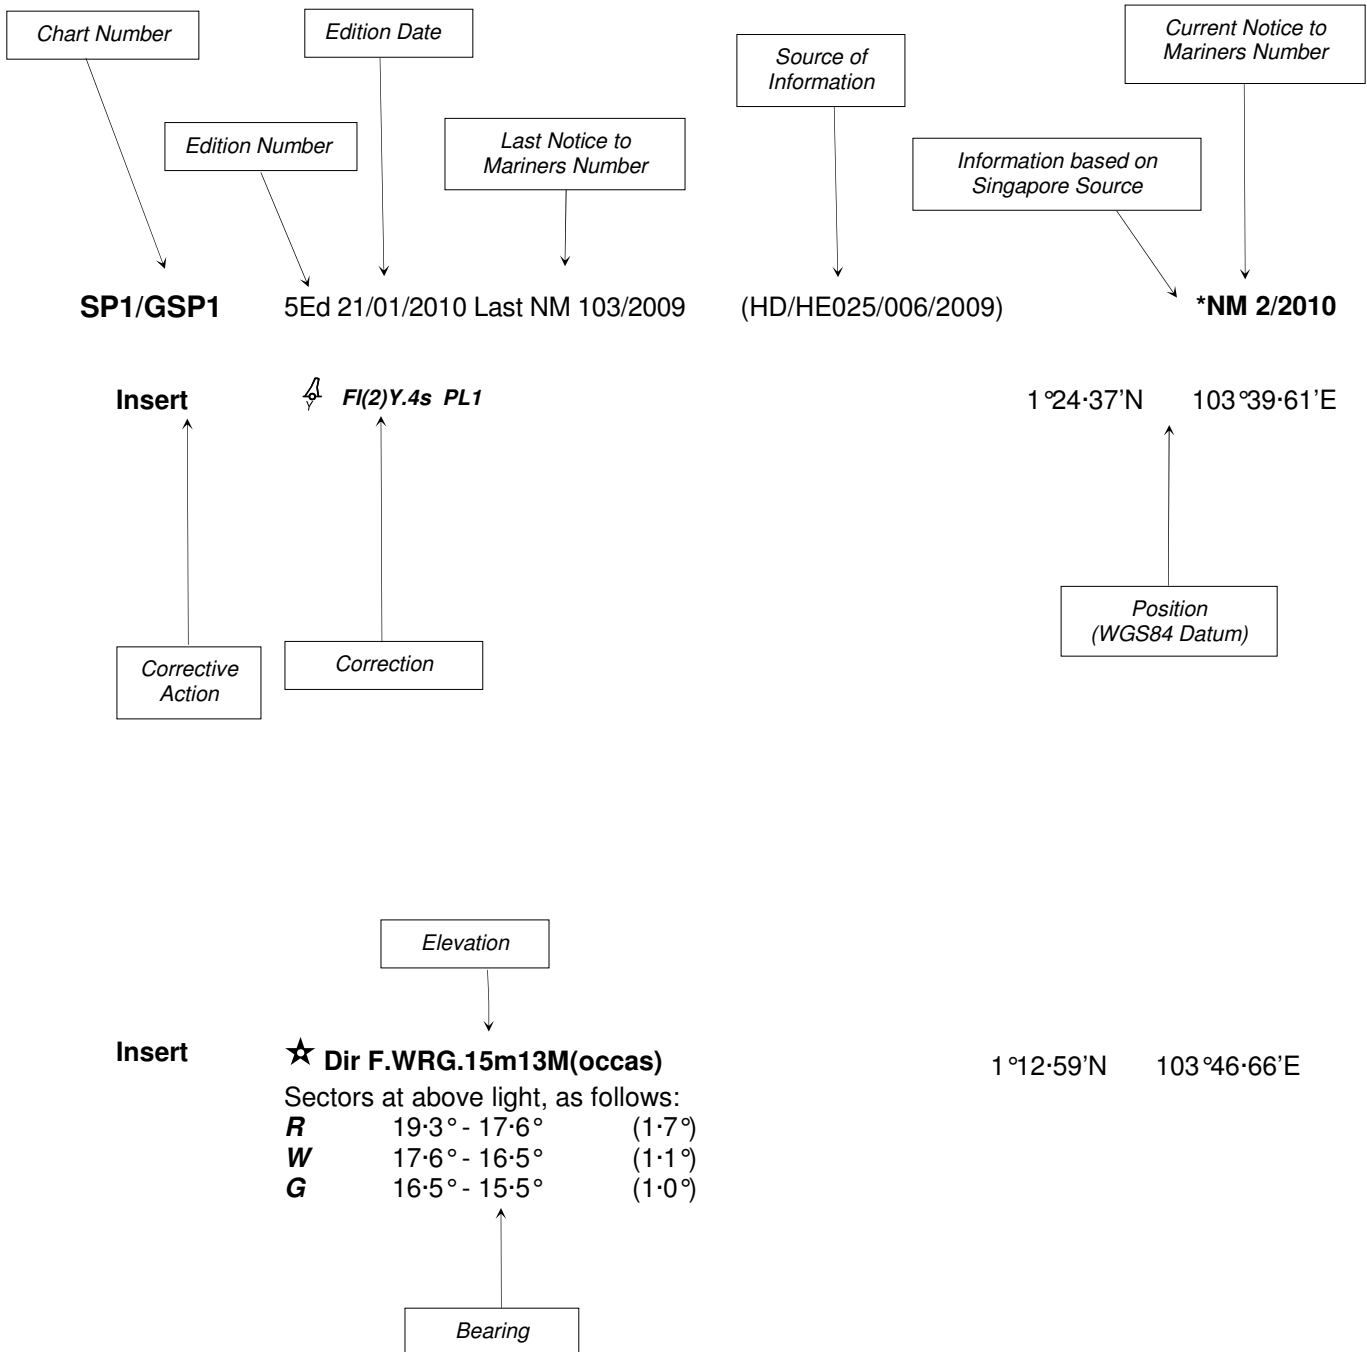 Chart Number
Edition Date
Current Notice to
Mariners Number
Source of
Information
Edition Number
Last Notice to
Mariners Number
Information based on
Singapore Source
SP1/GSP1 5Ed 21/01/2010 Last NM 103/2009 (HD/HE025/006/2009) *NM 2/2010
Insert Fl(2)Y.4s PL1 1°24·37'N 103°39·61'E
Y
Position
(WGS84 Datum)
Corrective
Action
Correction
Elevation
Insert Dir F.WRG.15m13M(occas) 1°12·59'N 103°46·66'E
Sectors at above light, as follows:
R 19·3° - 17·6° (1·7°)
W 17·6° - 16·5° (1·1°)
G 16·5° - 15·5° (1·0°)
Bearing